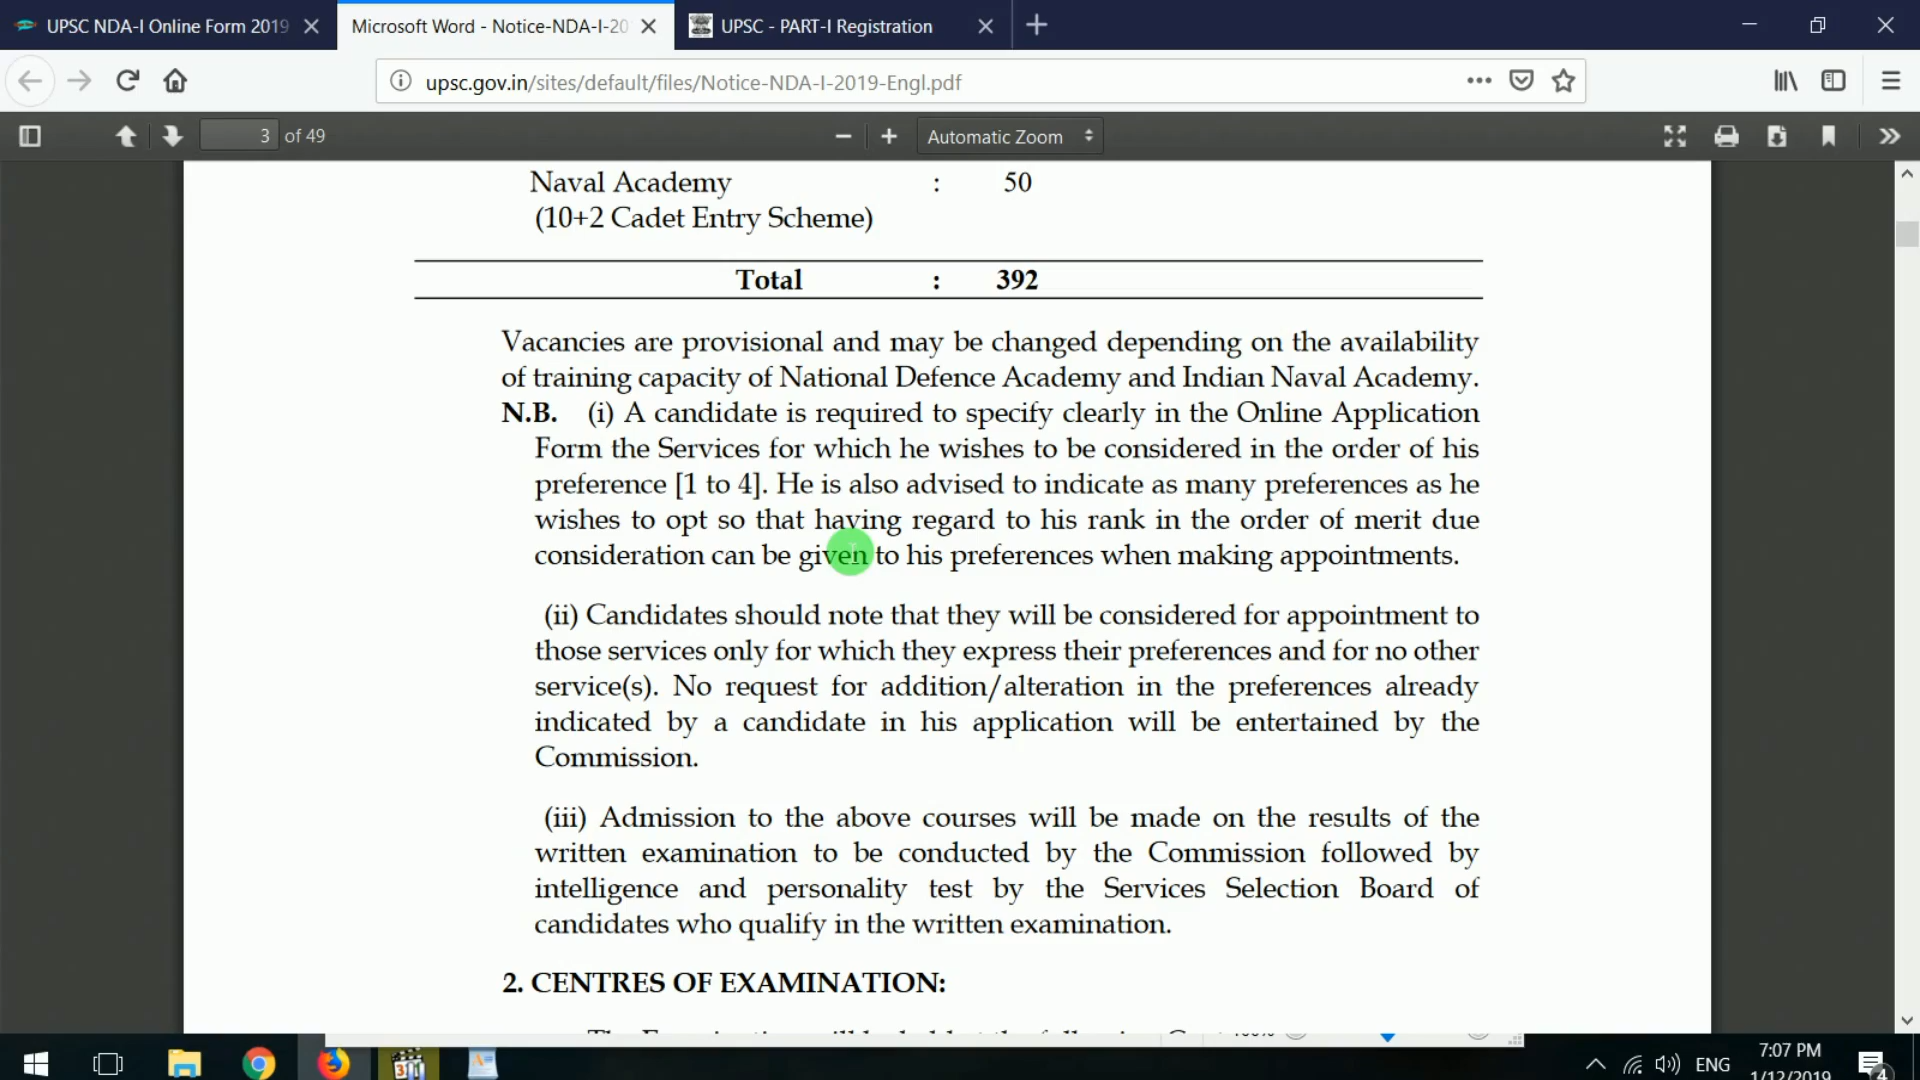 UPSC NDA-I Online Form 2019
Microsoft Word - Notice-NDA-I-20
UPSC - PART-I Registration
upsc.gov.in/sites/default/files/Notice-NDA-I-2019-Engl.pdf
3 of 49
Automatic Zoom
Naval Academy : 50
(10+2 Cadet Entry Scheme)
Total : 392
Vacancies are provisional and may be changed depending on the availability
of training capacity of National Defence Academy and Indian Naval Academy.
N.B. (i) A candidate is required to specify clearly in the Online Application
Form the Services for which he wishes to be considered in the order of his
preference [1 to 4]. He is also advised to indicate as many preferences as he
wishes to opt so that having regard to his rank in the order of merit due
consideration can be given to his preferences when making appointments.
(ii) Candidates should note that they will be considered for appointment to
those services only for which they express their preferences and for no other
service(s). No request for addition/alteration in the preferences already
indicated by a candidate in his application will be entertained by the
Commission.
(iii) Admission to the above courses will be made on the results of the
written examination to be conducted by the Commission followed by
intelligence and personality test by the Services Selection Board of
candidates who qualify in the written examination.
2. CENTRES OF EXAMINATION:
ENG
7:07 PM
1/12/2019
4